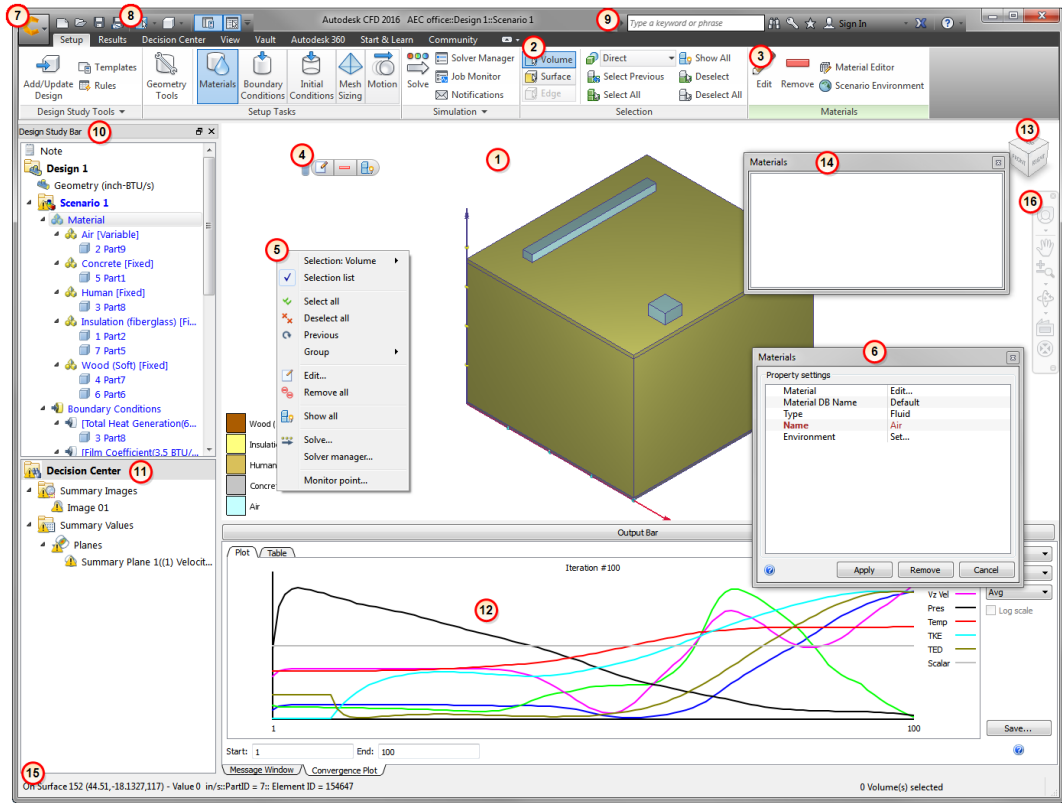 7
8
Autodesk CFD 2016 AEC office::Design 1::Scenario 1
9
Type a keyword or phrase
Sign In
Setup Results Decision Center View Vault Autodesk 360 Start & Learn Community
Add/Update Design
Templates
Rules
Design Study Tools
Geometry Tools
Materials
Boundary Conditions
Initial Conditions
Mesh Sizing
Motion
Setup Tasks
Solve
Solver Manager
Job Monitor
Notifications
Simulation
2
Volume
Surface
Edge
Direct
Select Previous
Select All
Show All
Deselect
Deselect All
Selection
3
Edit
Remove
Material Editor
Scenario Environment
Materials
Design Study Bar
10
Note
Design 1
Geometry (inch-BTU/s)
Scenario 1
Material
Air [Variable]
2 Part9
Concrete [Fixed]
5 Part1
Human [Fixed]
3 Part8
Insulation (fiberglass) [Fi...
1 Part2
7 Part5
Wood (Soft) [Fixed]
4 Part7
6 Part6
Boundary Conditions
[Total Heat Generation(6...
3 Part8
[Film Coefficient(3.5 BTU/...
Decision Center
11
Summary Images
Image 01
Summary Values
Planes
Summary Plane 1((1) Velocit...
4
1
5
Selection: Volume
Selection list
Select all
Deselect all
Previous
Group
Edit...
Remove all
Show all
Solve...
Solver manager...
Monitor point...
Wood (
Insulati
Human
Concre
Air
13
FRONT
RIGHT
Materials
14
16
Materials
6
Property settings
Material Edit...
Material DB Name Default
Type Fluid
Name Air
Environment Set...
Apply
Remove
Cancel
Output Bar
Plot
Table
Iteration #100
12
1
100
Vz Vel
Pres
Temp
TKE
TED
Scalar
Avg
Log scale
Save...
Start: 1
End: 100
Message Window
Convergence Plot
15
On Surface 152 (44.51,-18.1327,117) - Value 0 in/s::PartID = 7:: Element ID = 154647
0 Volume(s) selected